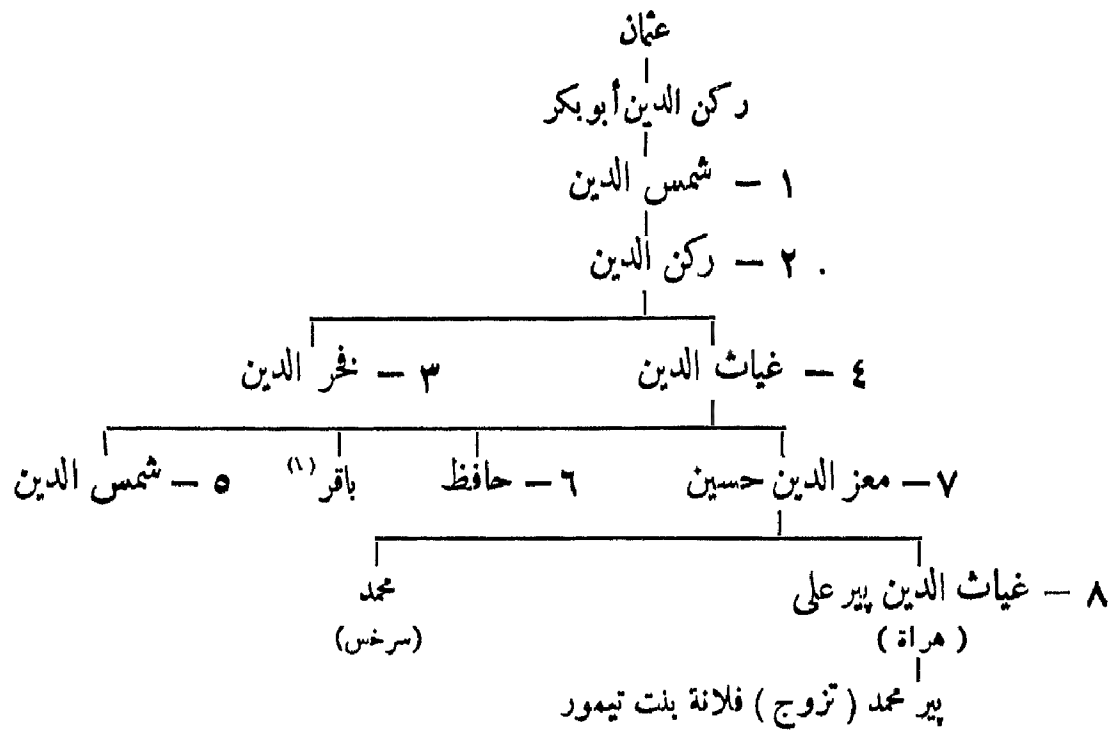 عثمان
ركن الدين أبو بكر
١ — شمس الدين
٢ — ركن الدين
٤ — غياث الدين ٣ — فخر الدين
٧ — معز الدين حسين ٦ — حافظ باقر (١) ٥ — شمس الدين
٨ — غياث الدين پير على محمد
( هراة ) (سرخس)
پير محمد ( تزوج ) فلانة بنت تيمور